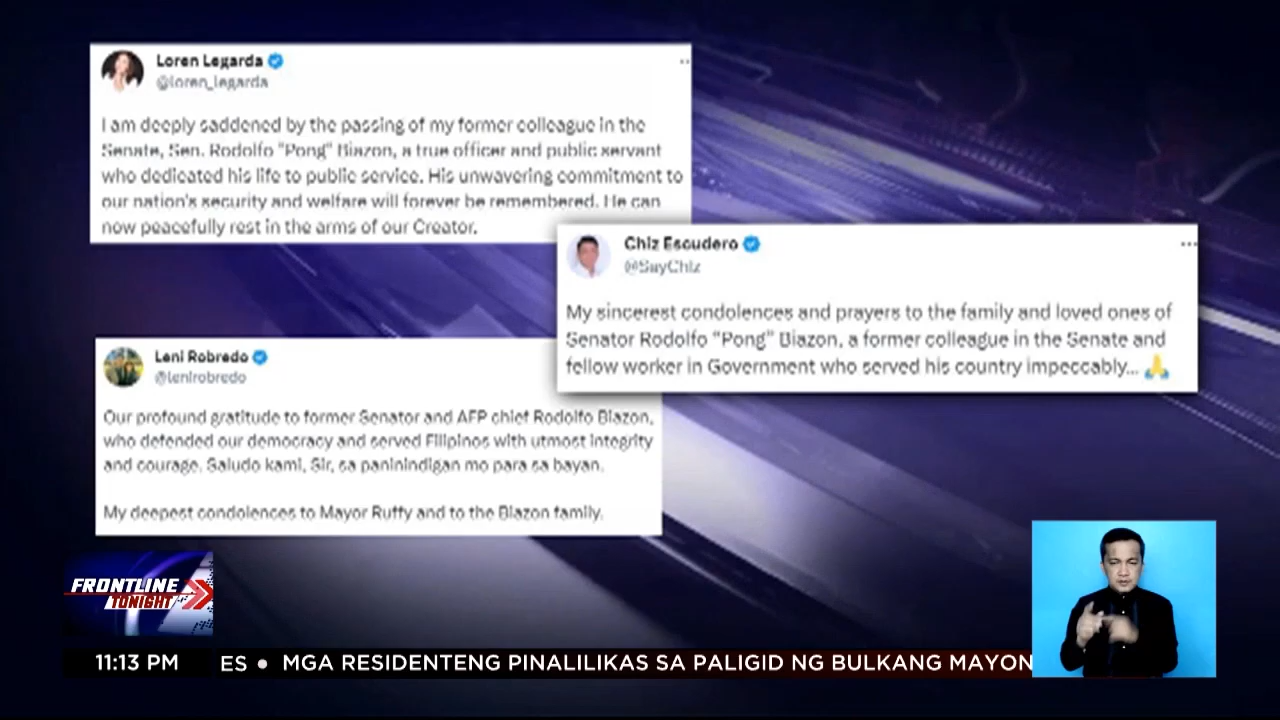 Loren Legarda
@loren_legarda
I am deeply saddened by the passing of my former colleague in the
Senate, Sen. Rodolfo "Pong" Biazon, a true officer and public servant
who dedicated his life to public service. His unwavering commitment to
our nation's security and welfare will forever be remembered. He can
now peacefully rest in the arms of our Creator.
Chiz Escudero
@SayChiz
My sincerest condolences and prayers to the family and loved ones of
Senator Rodolfo "Pong" Biazon, a former colleague in the Senate and
fellow worker in Government who served his country impeccably... 🙏
Leni Robredo
@lenirobredo
Our profound gratitude to former Senator and AFP chief Rodolfo Biazon,
who defended our democracy and served Filipinos with utmost integrity
and courage. Saludo kami, Sir, sa paninindigan mo para sa bayan.
My deepest condolences to Mayor Ruffy and to the Biazon family.
FRONTLINE
TONIGHT
11:13 PM ES • MGA RESIDENTENG PINALILIKAS SA PALIGID NG BULKANG MAYON